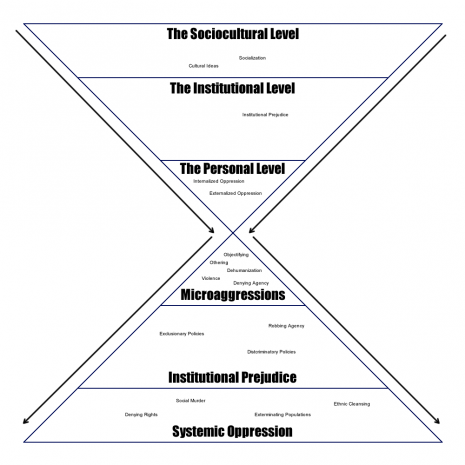 The Sociocultural Level
Socialization
Cultural Ideas
The Institutional Level
Institutional Prejudice
The Personal Level
Internalized Oppression
Externalized Oppression
Objectifying
Othering
Dehumanization
Violence
Denying Agency
Microaggressions
Robbing Agency
Exclusionary Policies
Distcriminatory Policies
Institutional Prejudice
Social Murder
Ethnic Cleansing
Denying Rights
Exterminating Populations
Systemic Oppression